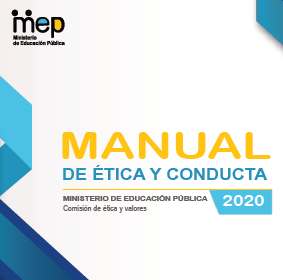 mep
Ministerio
de Educación Pública
MANUAL
DE ÉTICA Y CONDUCTA
MINISTERIO DE EDUCACIÓN PÚBLICA
Comisión de ética y valores
2020